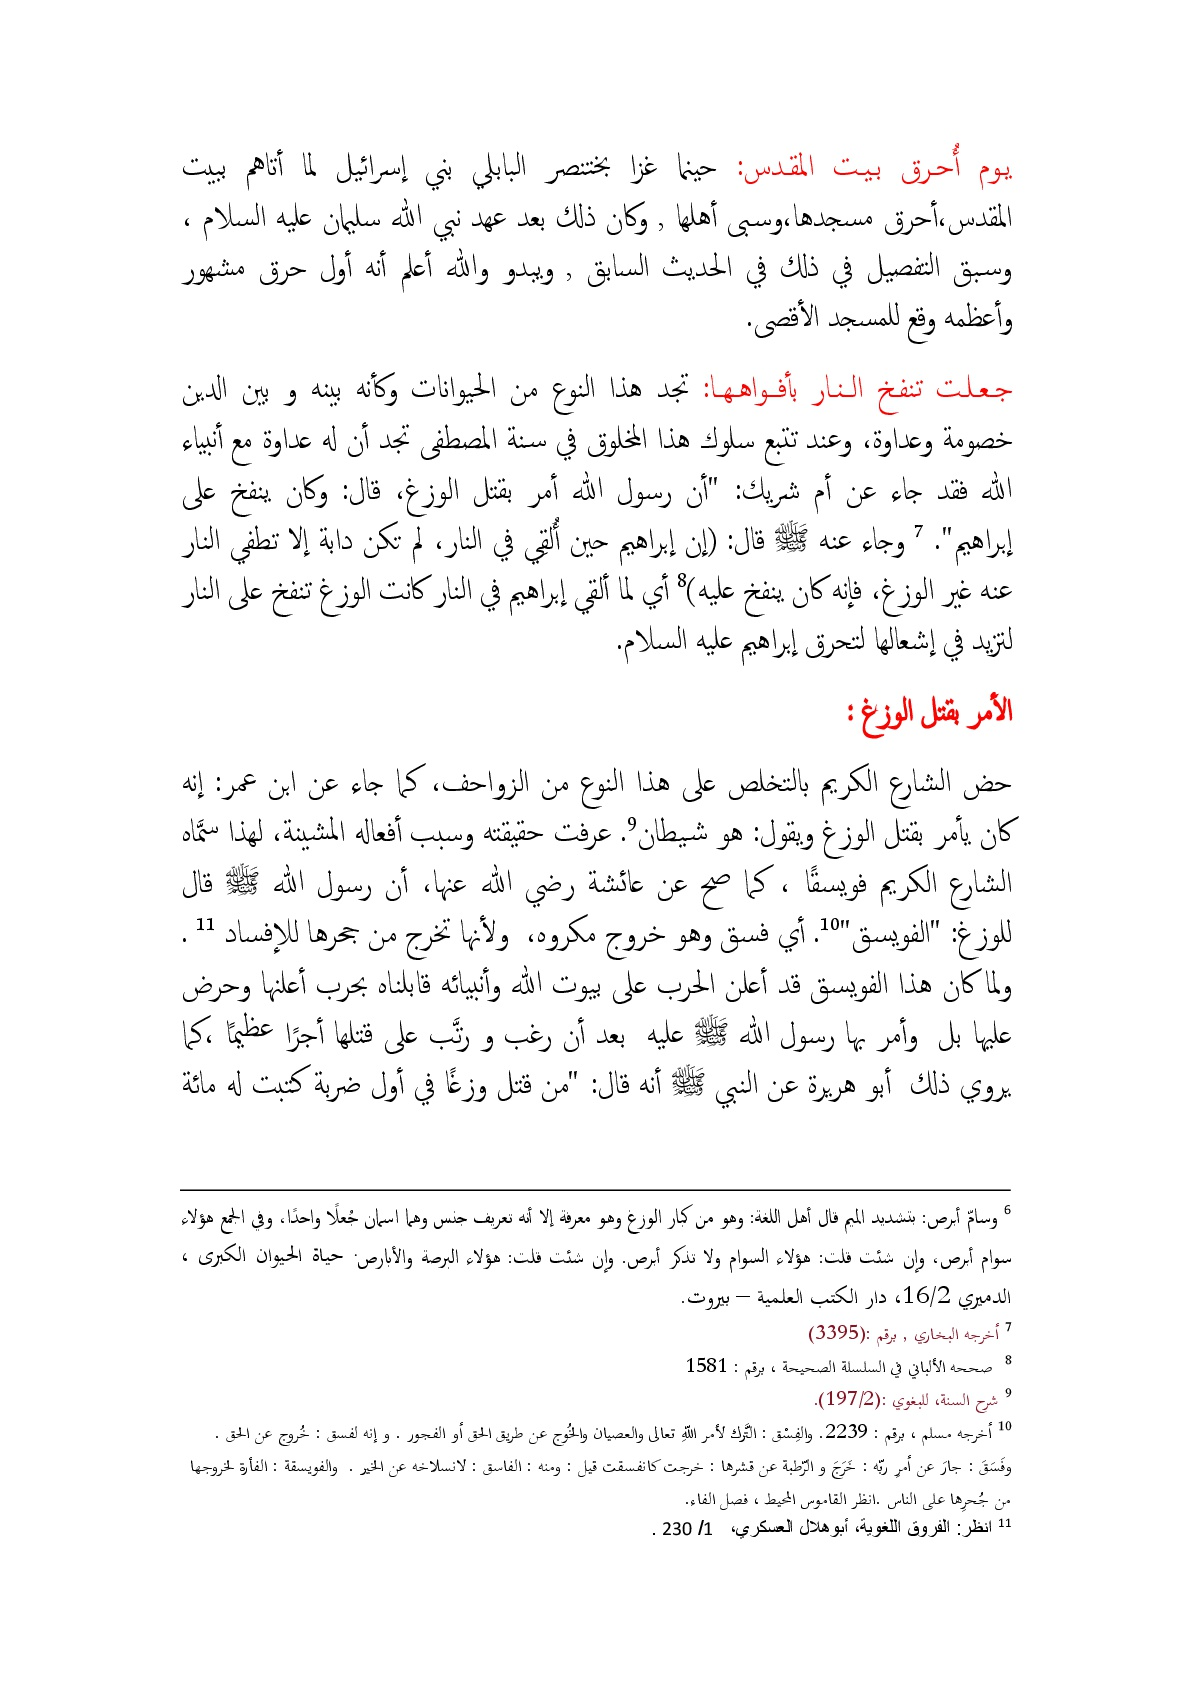 يوم أُحرق بيت المقدس: حينما غزا بختنصر البابلي بني إسرائيل لما أتاهم بيت
المقدس،أحرق مسجدها،وسبى أهلها , وكان ذلك بعد عهد نبي الله سليمان عليه السلام ،
وسبق التفصيل في ذلك في الحديث السابق , ويبدو والله أعلم أنه أول حرق مشهور
وأعظمه وقع للمسجد الأقصى.
جعلت تنفخ النار بأفواهها: تجد هذا النوع من الحيوانات وكأنه بينه و بين الدين
خصومة وعداوة، وعند تتبع سلوك هذا المخلوق في سنة المصطفى تجد أن له عداوة مع أنبياء
الله فقد جاء عن أم شريك: "أن رسول الله أمر بقتل الوزغ، قال: وكان ينفخ على
إبراهيم". 7 وجاء عنه ﷺ قال: (إن إبراهيم حين أُلقِي في النار، لم تكن دابة إلا تطفي النار
عنه غير الوزغ، فإنه كان ينفخ عليه)8 أي لما ألقي إبراهيم في النار كانت الوزغ تنفخ على النار
لتزيد في إشعالها لتحرق إبراهيم عليه السلام.
الأمر بقتل الوزغ :
حض الشارع الكريم بالتخلص على هذا النوع من الزواحف، كما جاء عن ابن عمر: إنه
كان يأمر بقتل الوزغ ويقول: هو شيطان9. عرفت حقيقته وسبب أفعاله المشينة، لهذا سمَّاه
الشارع الكريم فويسقًا ، كما صح عن عائشة رضي الله عنها، أن رسول الله ﷺ قال
للوزغ: "الفويسق"10. أي فسق وهو خروج مكروه، ولأنها تخرج من جحرها للإفساد 11 .
ولما كان هذا الفويسق قد أعلن الحرب على بيوت الله وأنبيائه قابلناه بحرب أعلنها وحرض
عليها بل وأمر بها رسول الله ﷺ عليه بعد أن رغب و رتَّب على قتلها أجرًا عظيمًا ،كما
يروي ذلك أبو هريرة عن النبي ﷺ أنه قال: "من قتل وزغًا في أول ضربة كتبت له مائة
6 وسامّ أبرص: بتشديد الميم قال أهل اللغة: وهو من كبار الوزغ وهو معرفة إلا أنه تعريف جنس وهما اسمان جُعلًا واحدًا، وفي الجمع هؤلاء
سوام أبرص، وإن شئت قلت: هؤلاء السوام ولا تذكر أبرص. وإن شئت قلت: هؤلاء البرصة والأبارص. حياة الحيوان الكبرى ،
الدميري 16/2، دار الكتب العلمية – بيروت.
7 أخرجه البخاري , برقم :(3395)
8 صححه الألباني في السلسلة الصحيحة ، برقم : 1581
9 شرح السنة، للبغوي :(197/2).
10 أخرجه مسلم ، برقم : 2239. والفِسْق : التَّرك لأمر اللّهِ تعالى والعصيان والخُوج عن طريق الحق أو الفجور . و إنه لفسق : خُروج عن الحق .
وفَسَقَ : جارَ عن أمرِ ربِّه : خَرَجَ و الرّطبة عن قشرها : خرجت كانفسقت قيل : ومنه : الفاسق : لانسلاخه عن الخير . والفويسقة : الفأرة لخروجها
من جُحرِها على الناس .انظر القاموس المحيط ، فصل الفاء.
11 انظر: الفروق اللغوية، أبوهلال العسكري، 1/ 230 .